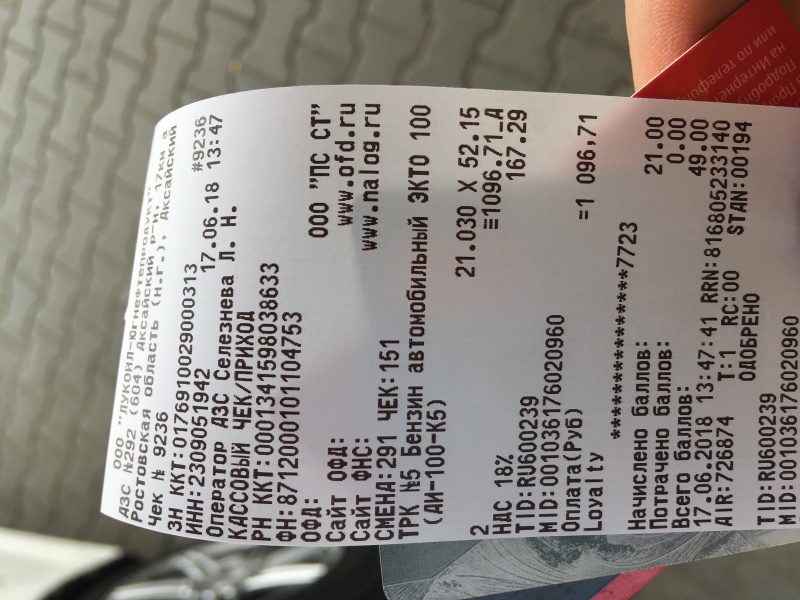 ООО "ЛУКОЙЛ-ЮГНЕФТЕПРОДУКТ"
АЗС №292 (604) Аксайский р-н, 17км а
Ростовская область (н.г.), Аксайский
Чек № 9236 #9236
ЗН ККТ:0176910029000313
ИНН:2309051942 17.06.18 13:47
Оператор АЗС Селезнева Л. Н.
КАССОВЫЙ ЧЕК/ПРИХОД
РН ККТ:0001341598038633
ФН:8712000101104753
ОФД: ООО "ПС СТ"
Сайт ОФД: www.ofd.ru
Сайт ФНС: www.nalog.ru
СМЕНА:291 ЧЕК:151
ТРК №5 Бензин автомобильный ЭКТО 100
(АИ-100-К5)
21.030 X 52.15
2 =1096.71_А
НДС 18% 167.29
TID:RU600239
MID:001036176020960
Оплата(Руб) =1 096,71
Loyalty
***************7723
Начислено баллов: 21.00
Потрачено баллов: 0.00
Всего баллов: 49.00
17.06.2018 13:47:41 RRN:816805233140
AIR:726874 T:1 RC:00 STAN:00194
ОДОБРЕНО
TID:RU600239
MID:001036176020960
на Интерне
или по телефо